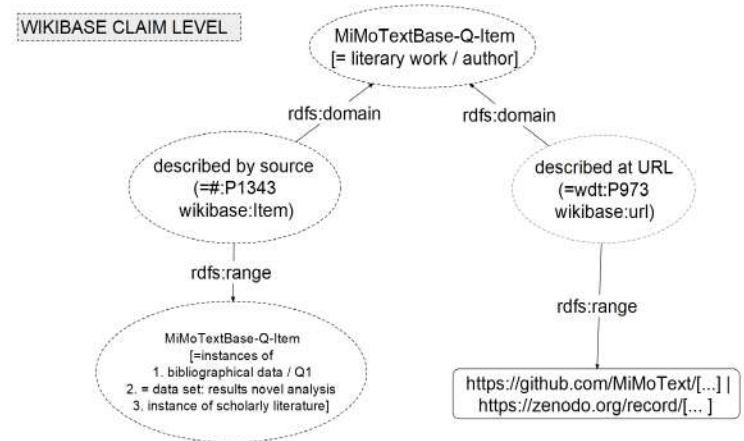 WIKIBASE CLAIM LEVEL
MiMoTextBase-Q-Item
[= literary work / author]
rdfs:domain
rdfs:domain
described by source
(=#:P1343
wikibase:Item)
described at URL
(=wdt:P973
wikibase:url)
rdfs:range
rdfs:range
MiMoTextBase-Q-Item
[=instances of
1. bibliographical data / Q1
2. = data set: results novel analysis
3. instance of scholarly literature]
https://github.com/MiMoText/[...] |
https://zenodo.org/record/[... ]